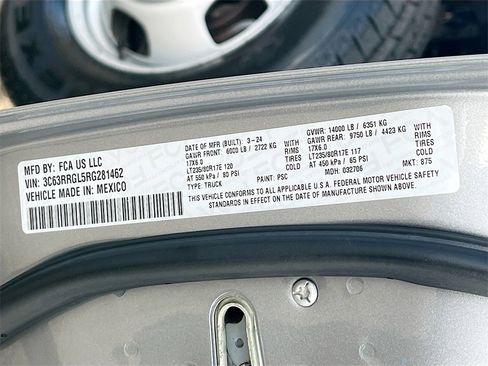 MFD BY: FCA US LLC
VIN: 3C63RRGL5RG281462
VEHICLE MADE IN: MEXICO
DATE OF MFR (BUILT): 3-24
GAWR FRONT: 6000 LB / 2722 KG WITH
17X6.0 TIRES
LT235/80R17E 120 RIMS
AT 550 kPa / 80 PSI COLD
TYPE: TRUCK
GVWR: 14000 LB / 6351 KG
GAWR REAR: 9750 LB / 4423 KG WITH
17X6.0 TIRES
LT235/80R17E 117 RIMS
AT 450 kPa / 65 PSI COLD
PAINT: PSC MDH: 032706 MKT: 875
THIS VEHICLE CONFORMS TO ALL APPLICABLE U.S.A. FEDERAL MOTOR VEHICLE SAFETY
STANDARDS IN EFFECT ON THE DATE OF MANUFACTURE SHOWN ABOVE.